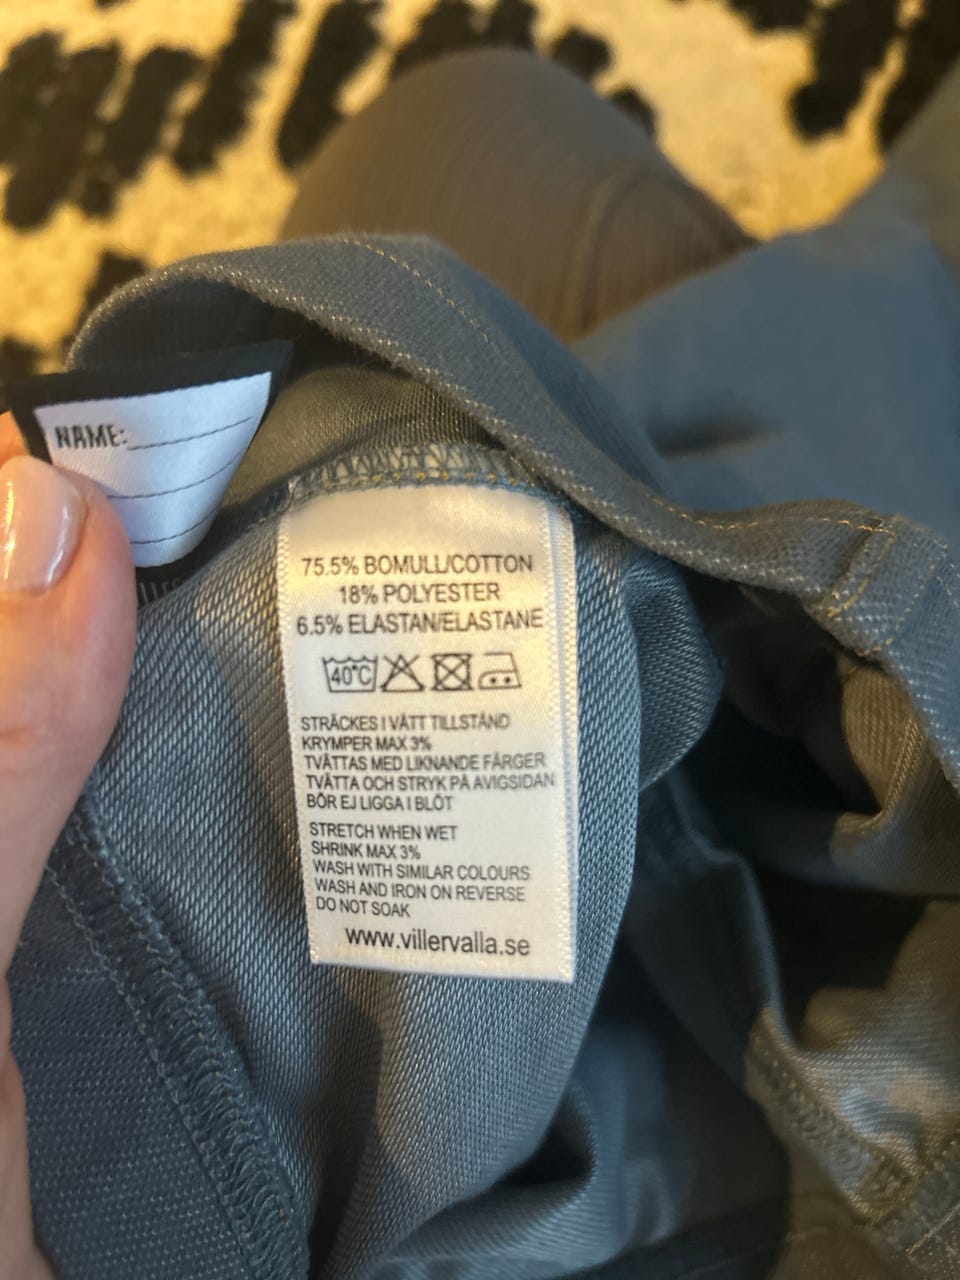 NAME:
75.5% BOMULL/COTTON
18% POLYESTER
6.5% ELASTAN/ELASTANE
40°C
STRÄCKES I VÅTT TILLSTÅND
KRYMPER MAX 3%
TVÄTTAS MED LIKNANDE FÄRGER
TVÄTTA OCH STRYK PÅ AVIGSIDAN
BÖR EJ LIGGA I BLÖT
STRETCH WHEN WET
SHRINK MAX 3%
WASH WITH SIMILAR COLOURS
WASH AND IRON ON REVERSE
DO NOT SOAK
www.villervalla.se